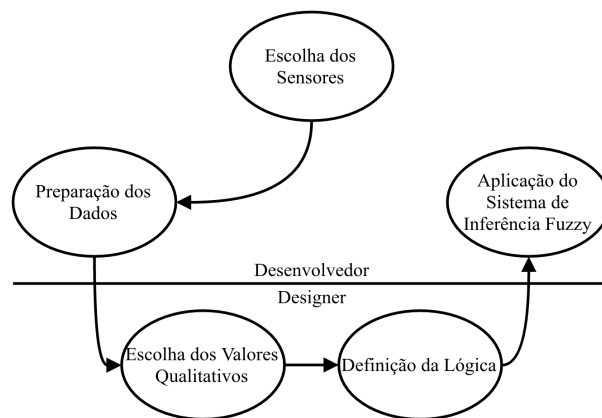 Escolha dos
Sensores
Preparação dos
Dados
Aplicação do
Sistema de
Inferência Fuzzy
Desenvolvedor
Designer
Escolha dos Valores
Qualitativos
Definição da Lógica